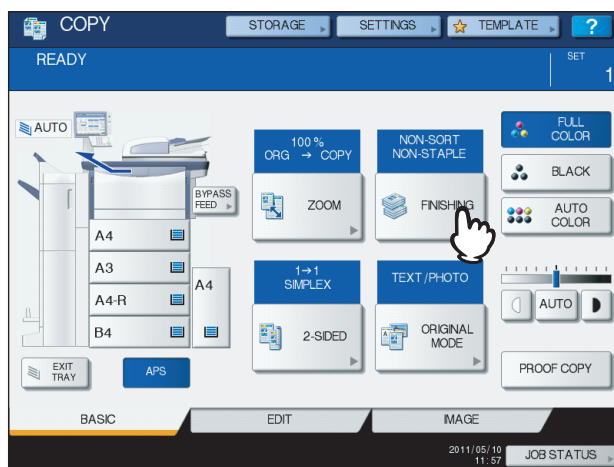 COPY
STORAGE
SETTINGS
TEMPLATE
?
READY
SET
1
AUTO
100 %
ORG → COPY
NON-SORT
NON-STAPLE
FULL
COLOR
BLACK
BYPASS
FEED
ZOOM
FINISHING
AUTO
COLOR
A4
A3
A4
A4-R
B4
1→1
SIMPLEX
TEXT/PHOTO
AUTO
2-SIDED
ORIGINAL
MODE
EXIT
TRAY
APS
PROOF COPY
BASIC
EDIT
IMAGE
2011/05/10
11:57
JOB STATUS